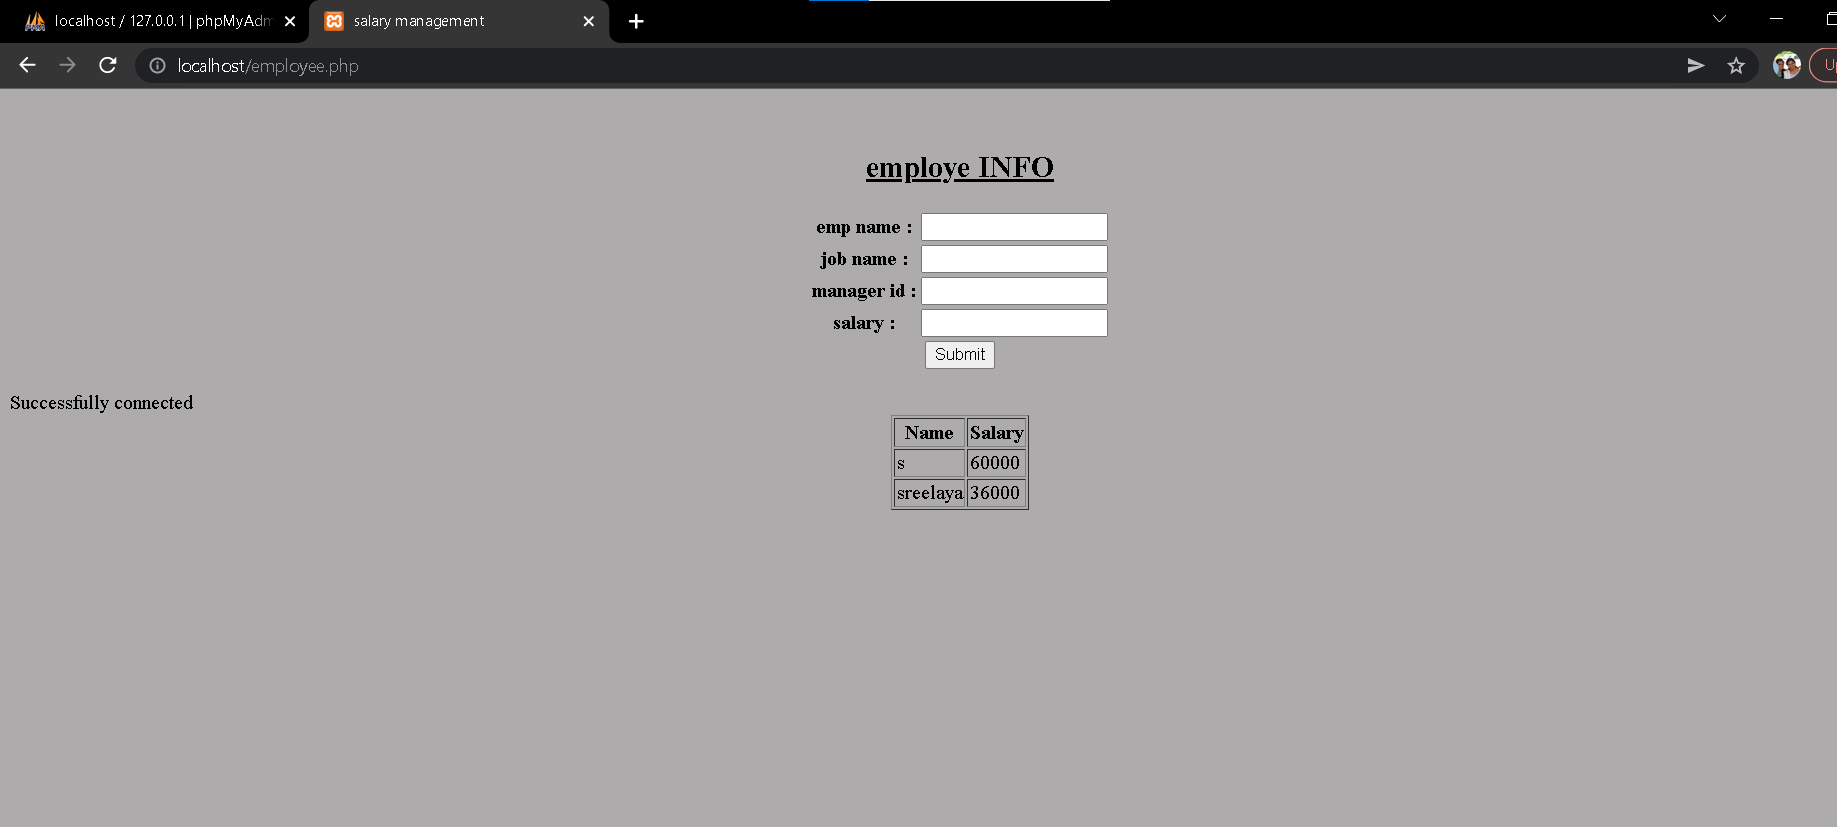 localhost / 127.0.0.1 | phpMyAdm
salary management
localhost/employee.php
Up
employe INFO
emp name :
job name :
manager id :
salary :
Submit
Successfully connected
Name Salary
s 60000
sreelaya 36000